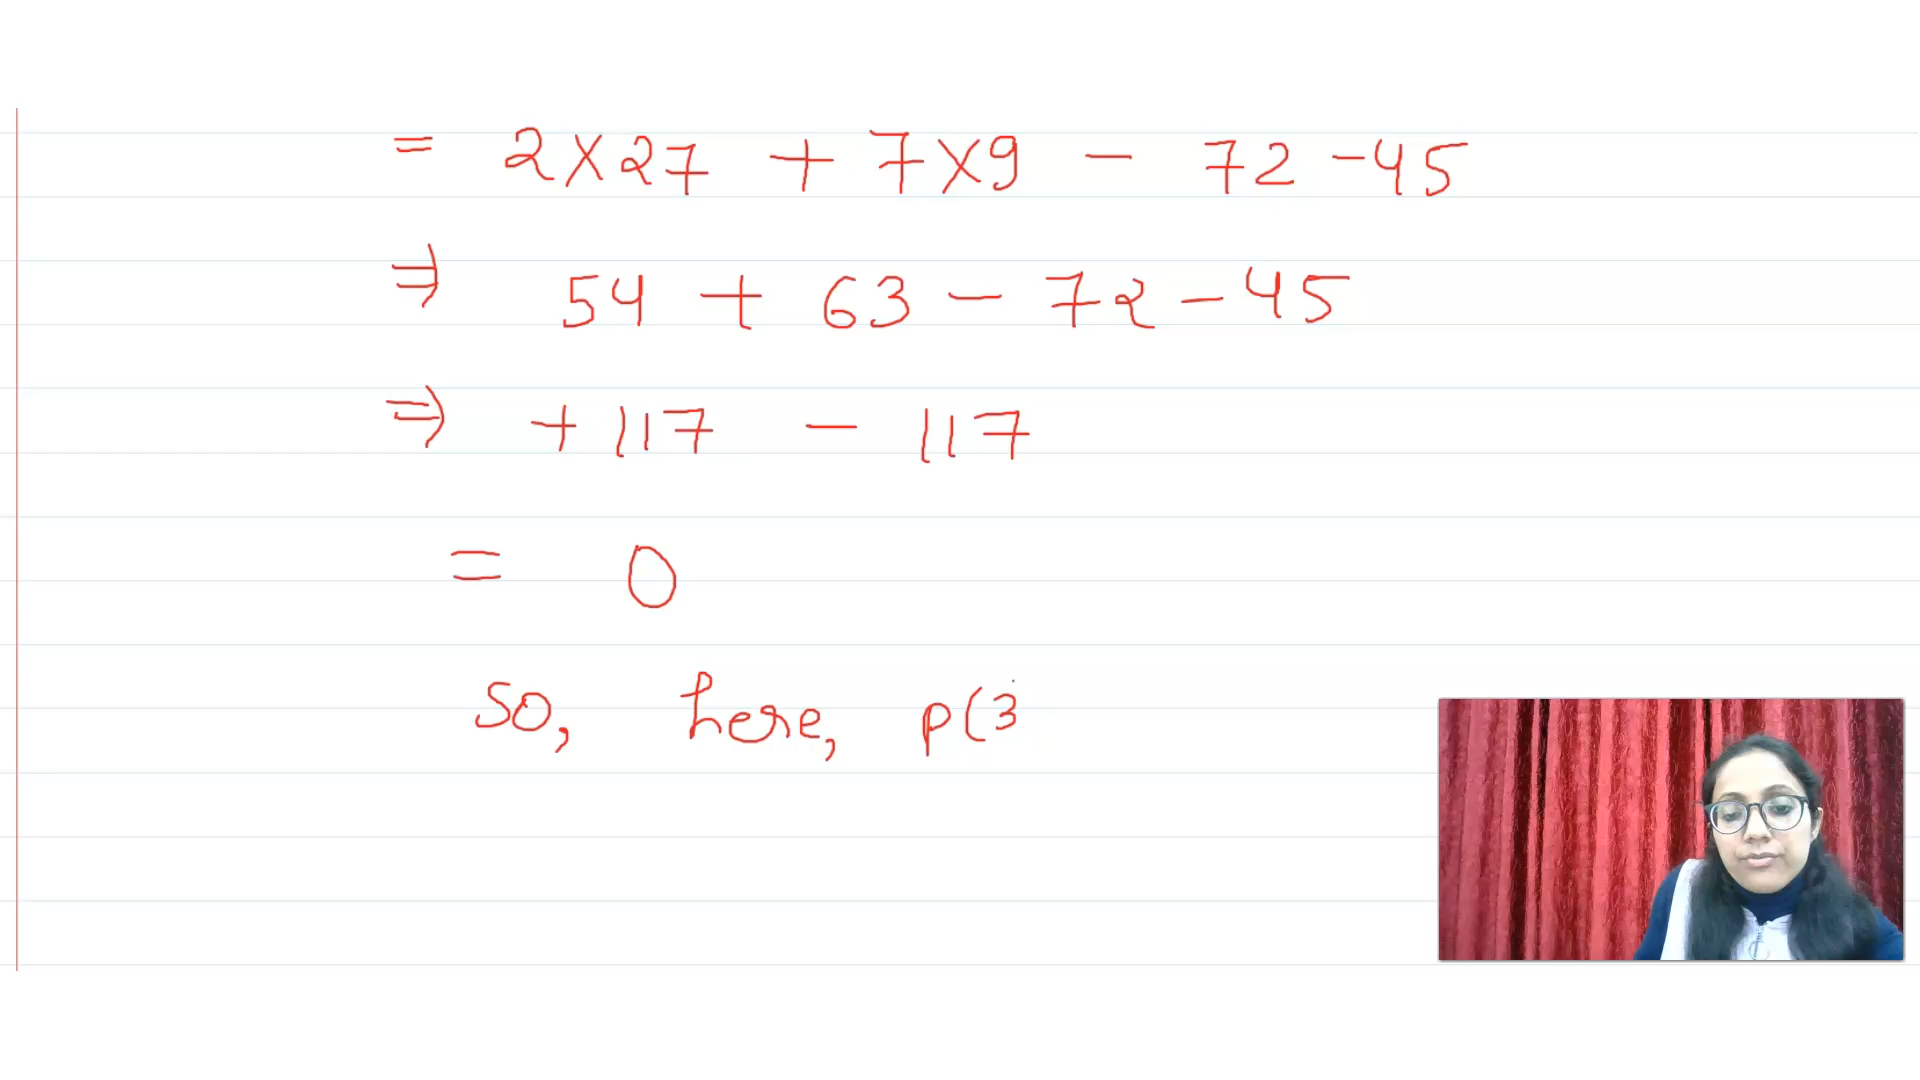 = 2×27 + 7×9 - 72 -45
⇒ 54 + 63 - 72 - 45
⇒ +117 - 117
= 0
So, here, p(3